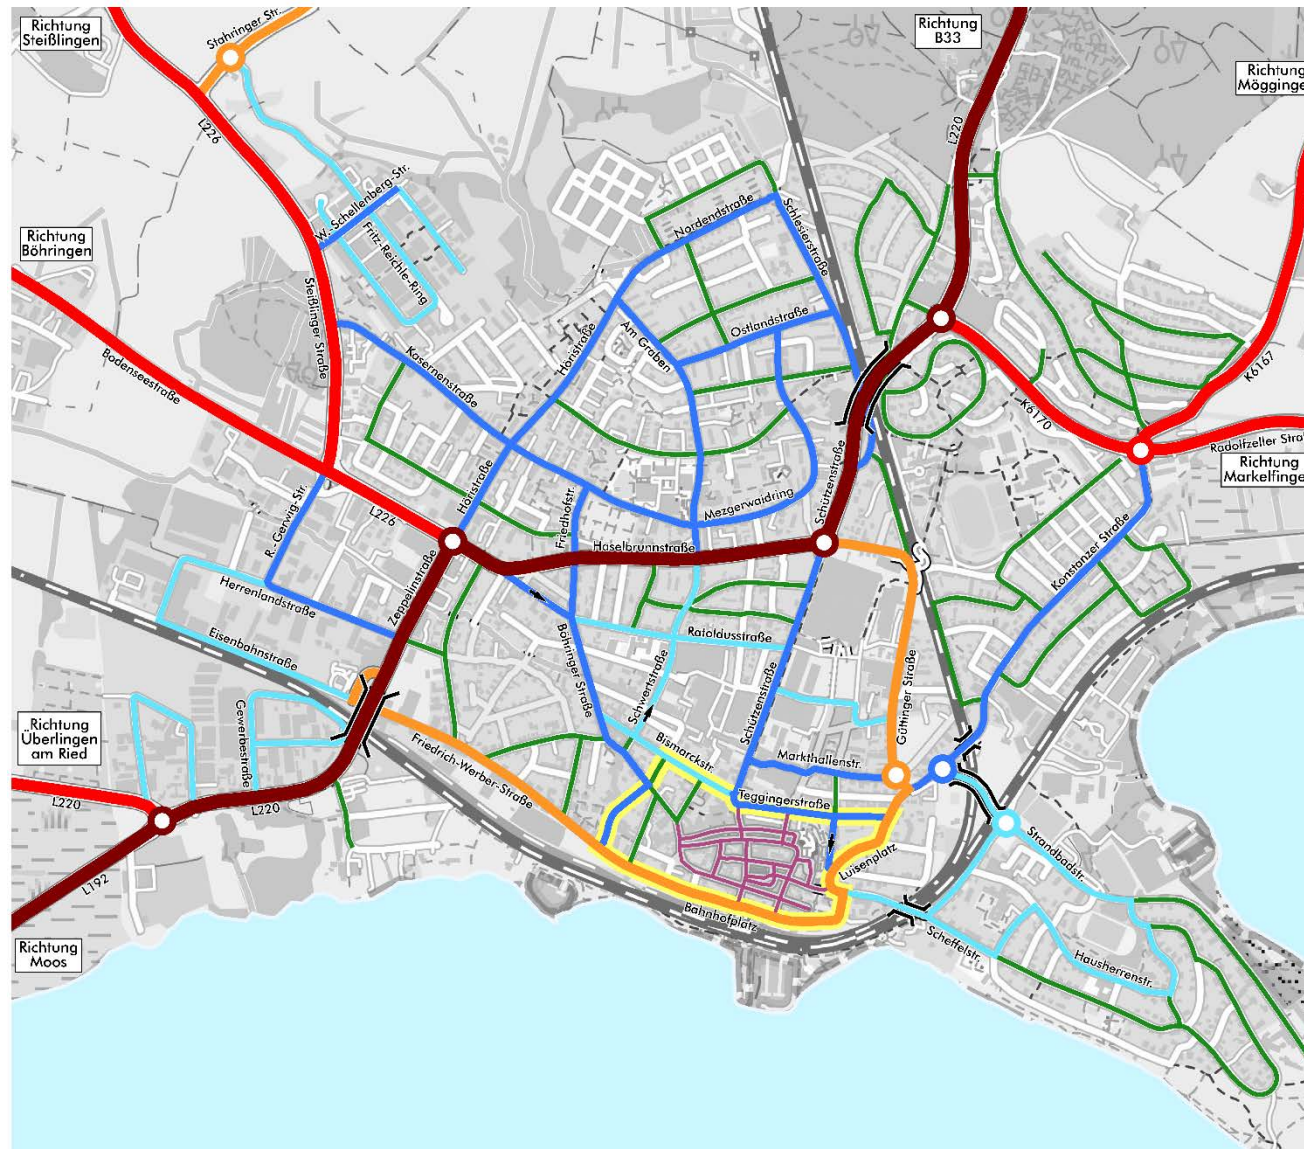 Richtung
Steißlingen
Stahringer Str.
Richtung
B33
Richtung
Mögginge
L226
L220
W.-Schellenberg-Str.
Fritz-Reichle-Ring
Nordendstraße
Schlesierstraße
Richtung
Böhringen
Steißlinger Straße
Bodenseestraße
Kasernenstraße
Höristraße
Am Graben
Ostlandstraße
K6167
K6170
Radolfzeller Straß
Richtung
Markelfinge
Schützenstraße
Höristraße
Mezgerwaidring
Friedhofstr.
R.-Gerwig-Str.
L226
Haselbrunnstraße
Konstanzer Straße
Herrenlandstraße
Zeppelinstraße
Eisenbahnstraße
Ratoldusstraße
Böhringer Straße
Schwertstraße
Schützenstraße
Güttinger Straße
Richtung
Überlingen
am Ried
Gewerbestraße
Friedrich-Werber-Straße
Bismarckstr.
Markthallenstr.
Teggingerstraße
L220
L220
Luisenplatz
Strandbadstr.
L192
Bahnhofplatz
Scheffelstr.
Hausherrenstr.
Richtung
Moos